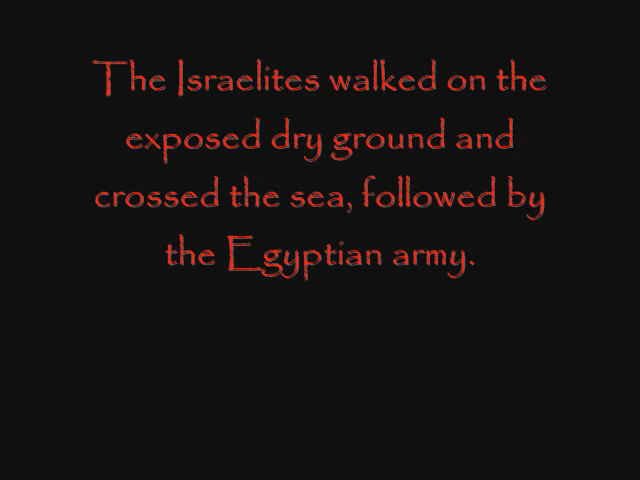 The Israelites walked on the
exposed dry ground and
crossed the sea, followed by
the Egyptian army.